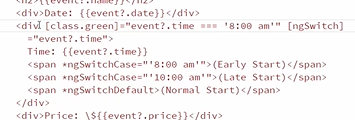 <h2>{{event?.name}}</h2>
<div>Date: {{event?.date}}</div>
<div [class.green]="event?.time === '8:00 am'" [ngSwitch]
="event?.time">
Time: {{event?.time}}
<span *ngSwitchCase="'8:00 am'">(Early Start)</span>
<span *ngSwitchCase="'10:00 am'">(Late Start)</span>
<span *ngSwitchDefault>(Normal Start)</span>
</div>
<div>Price: \${{event?.price}}</div>